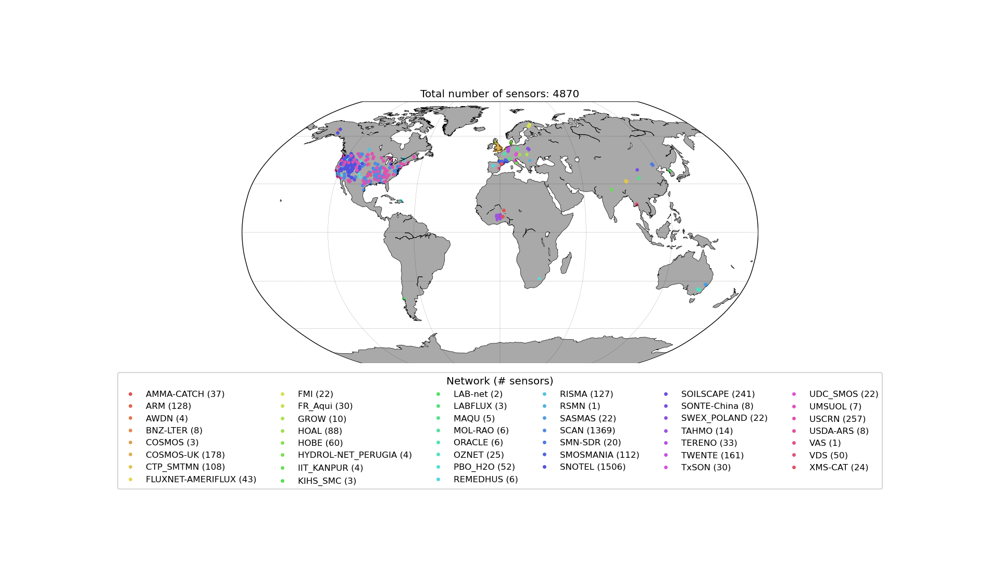 Total number of sensors: 4870
Network (# sensors)
AMMA-CATCH (37)
ARM (128)
AWDN (4)
BNZ-LTER (8)
COSMOS (3)
COSMOS-UK (178)
CTP_SMTMN (108)
FLUXNET-AMERIFLUX (43)
FMI (22)
FR_Aqui (30)
GROW (10)
HOAL (88)
HOBE (60)
HYDROL-NET_PERUGIA (4)
IIT_KANPUR (4)
KIHS_SMC (3)
LAB-net (2)
LABFLUX (3)
MAQU (5)
MOL-RAO (6)
ORACLE (6)
OZNET (25)
PBO_H2O (52)
REMEDHUS (6)
RISMA (127)
RSMN (1)
SASMAS (22)
SCAN (1369)
SMN-SDR (20)
SMOSMANIA (112)
SNOTEL (1506)
SOILSCAPE (241)
SONTE-China (8)
SWEX_POLAND (22)
TAHMO (14)
TERENO (33)
TWENTE (161)
TxSON (30)
UDC_SMOS (22)
UMSUOL (7)
USCRN (257)
USDA-ARS (8)
VAS (1)
VDS (50)
XMS-CAT (24)